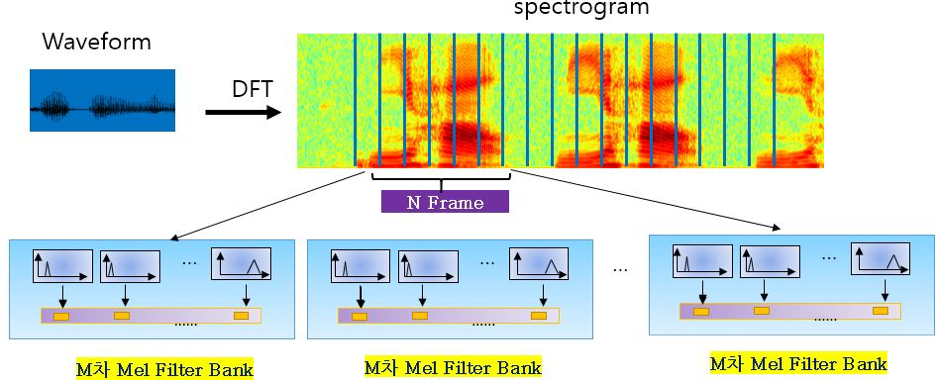 spectrogram
Waveform
DFT
N Frame
...
...
...
...
......
......
......
M차 Mel Filter Bank
M차 Mel Filter Bank
M차 Mel Filter Bank